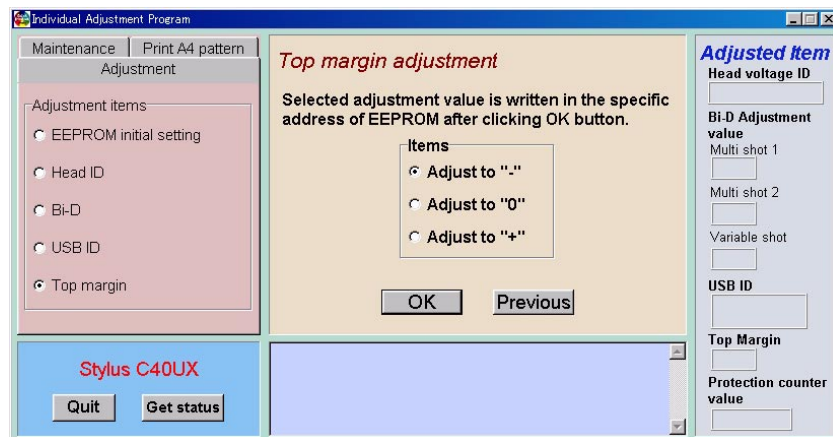 Individual Adjustment Program
Maintenance
Print A4 pattern
Adjustment
Adjustment items
EEPROM initial setting
Head ID
Bi-D
USB ID
Top margin
Stylus C40UX
Quit
Get status
Top margin adjustment
Selected adjustment value is written in the specific
address of EEPROM after clicking OK button.
Items
Adjust to "-"
Adjust to "0"
Adjust to "+"
OK
Previous
Adjusted Item
Head voltage ID
Bi-D Adjustment
value
Multi shot 1
Multi shot 2
Variable shot
USB ID
Top Margin
Protection counter
value